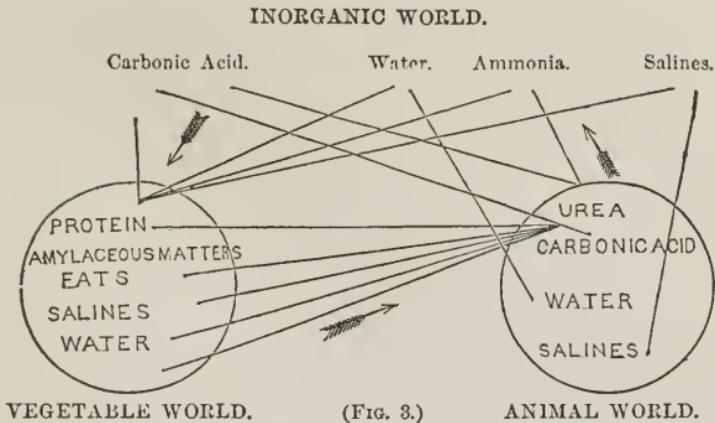 INORGANIC WORLD.
Carbonic Acid. Water. Ammonia. Salines.
PROTEIN
AMYLACEOUS MATTERS
EATS
SALINES
WATER
UREA
CARBONIC ACID
WATER
SALINES
VEGETABLE WORLD. (FIG. 3.) ANIMAL WORLD.